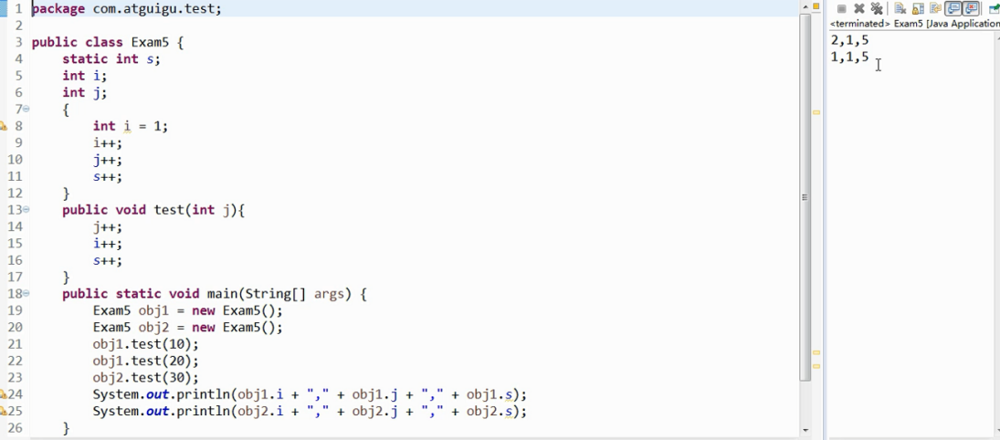 1 package com.atguigu.test;
2
3 public class Exam5 {
4 static int s;
5 int i;
6 int j;
7 {
8 int i = 1;
9 i++;
10 j++;
11 s++;
12 }
13 public void test(int j){
14 j++;
15 i++;
16 s++;
17 }
18 public static void main(String[] args) {
19 Exam5 obj1 = new Exam5();
20 Exam5 obj2 = new Exam5();
21 obj1.test(10);
22 obj1.test(20);
23 obj2.test(30);
24 System.out.println(obj1.i + "," + obj1.j + "," + obj1.s);
25 System.out.println(obj2.i + "," + obj2.j + "," + obj2.s);
26 }
<terminated> Exam5 [Java Application
2,1,5
1,1,5